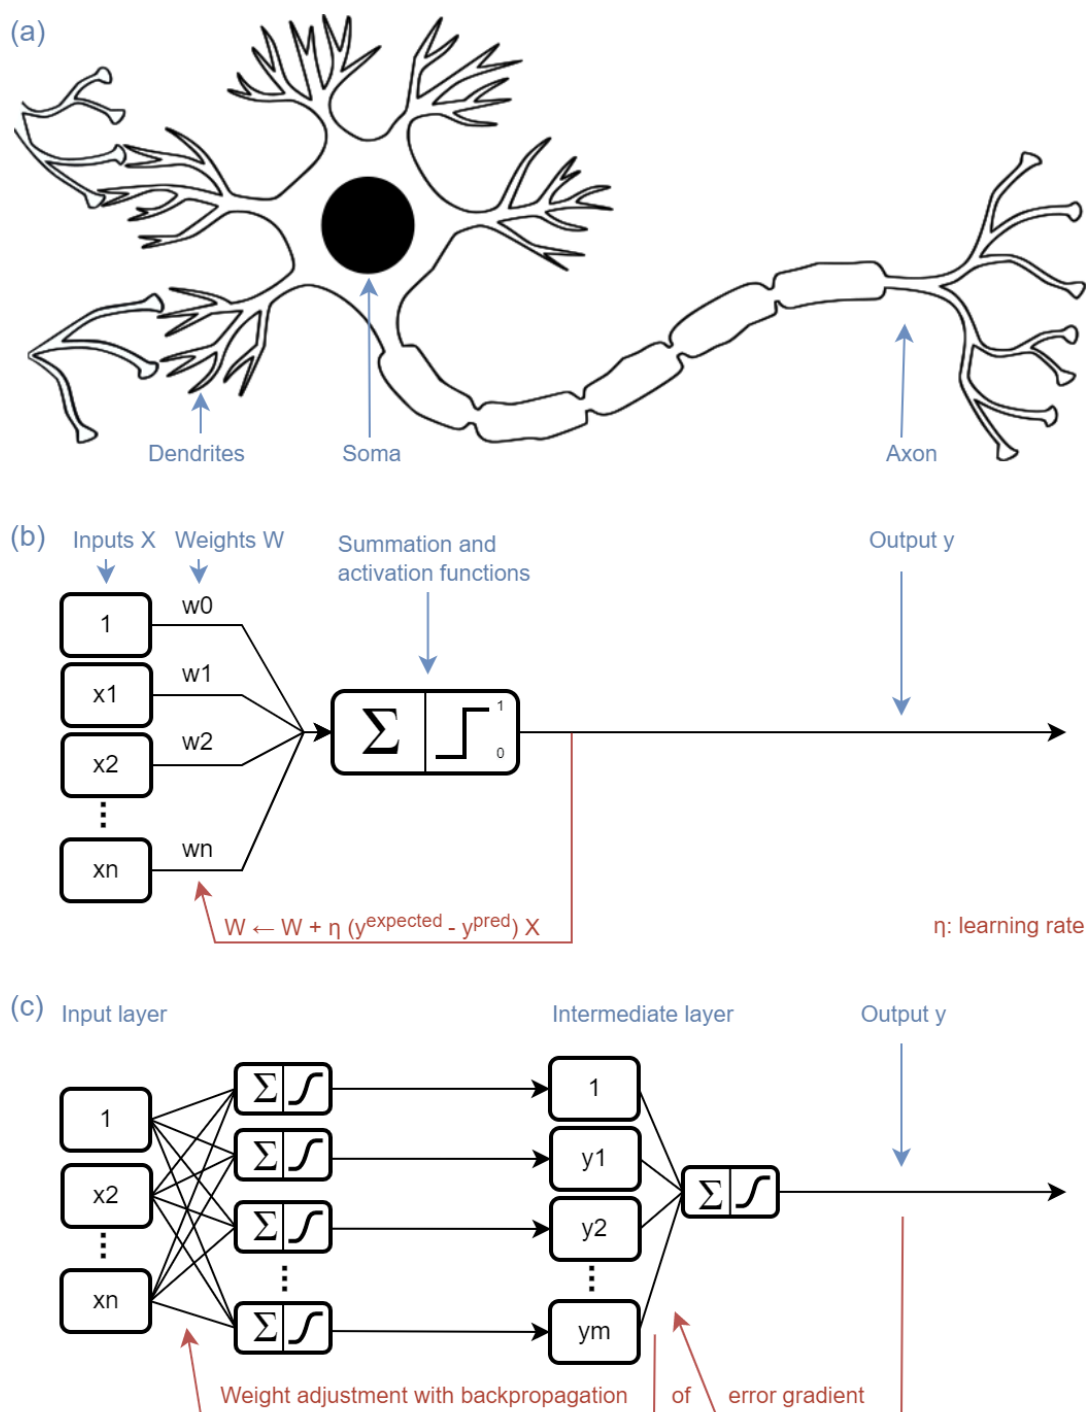 (a)
Dendrites
Soma
Axon
(b)
Inputs X
Weights W
Summation and
activation functions
Output y
1
w0
x1
w1
x2
w2
xn
wn
Σ
1
0
W ← W + η (y^expected - y^pred) X
η: learning rate
(c)
Input layer
Intermediate layer
Output y
1
x2
xn
Σ
Σ
Σ
Σ
1
y1
y2
ym
Σ
Weight adjustment with backpropagation of error gradient